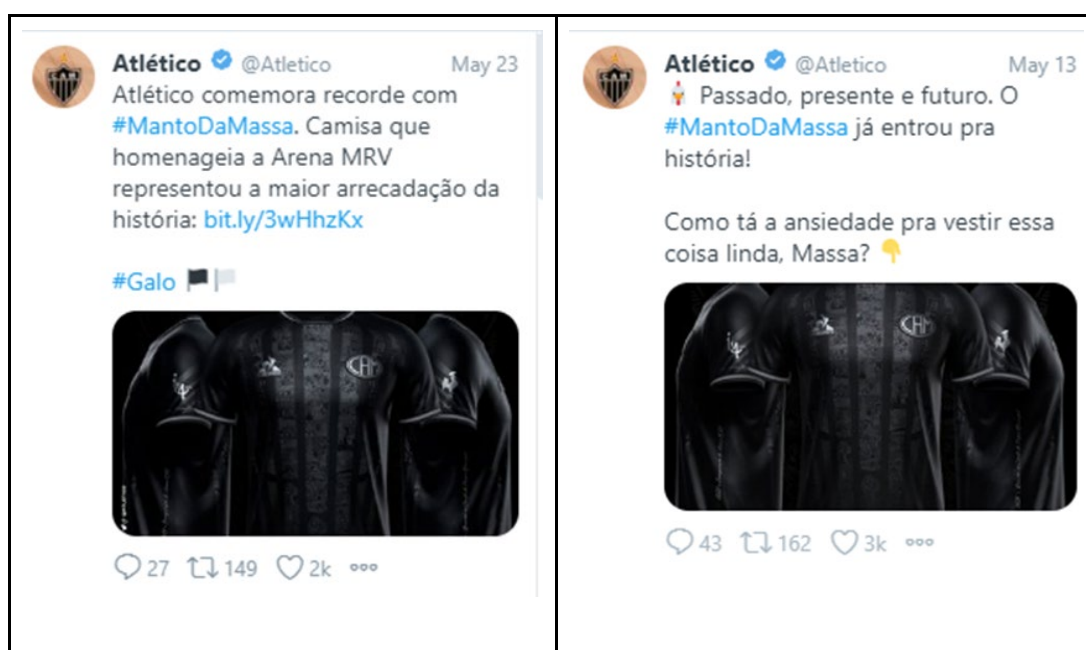 Atlético @Atletico May 23
Atlético comemora recorde com
#MantoDaMassa. Camisa que
homenageia a Arena MRV
representou a maior arrecadação da
história: bit.ly/3wHhzKx
#Galo
CAM
27 149 2k
Atlético @Atletico May 13
Passado, presente e futuro. O
#MantoDaMassa já entrou pra
história!
Como tá a ansiedade pra vestir essa
coisa linda, Massa?
CAM
43 162 3k